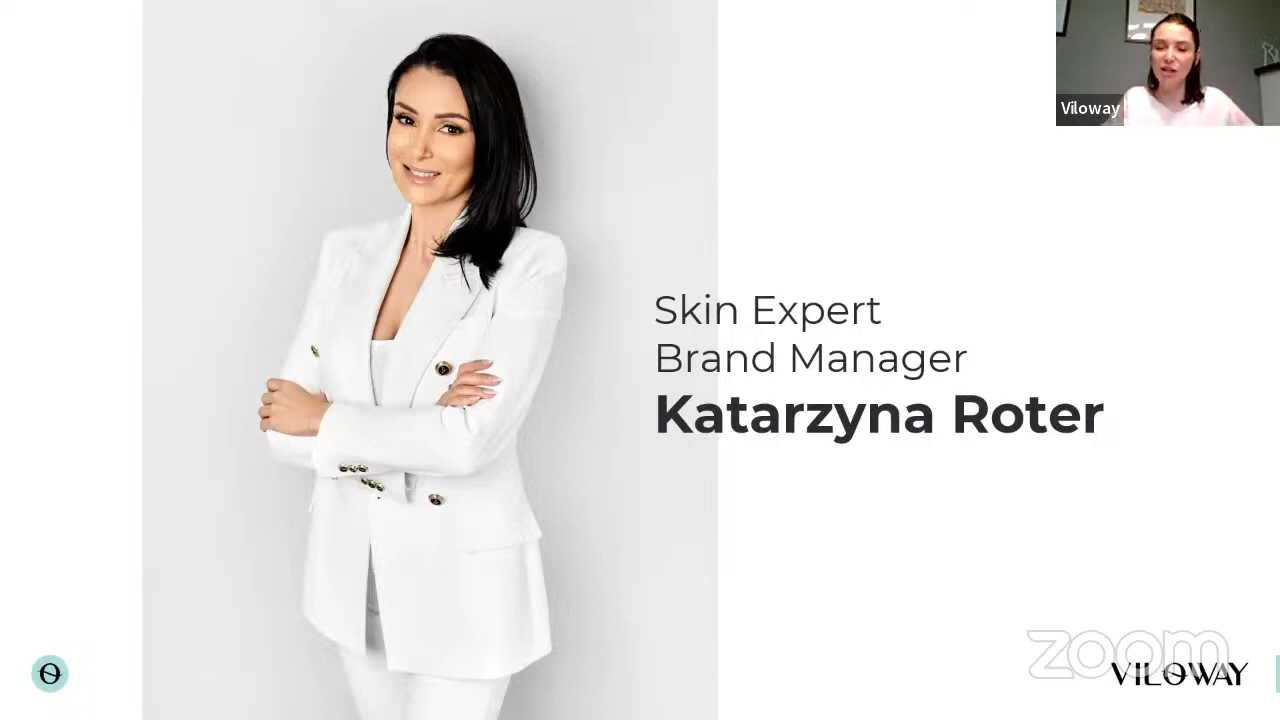 Viloway
Skin Expert
Brand Manager
Katarzyna Roter
zoom
VILOWAY